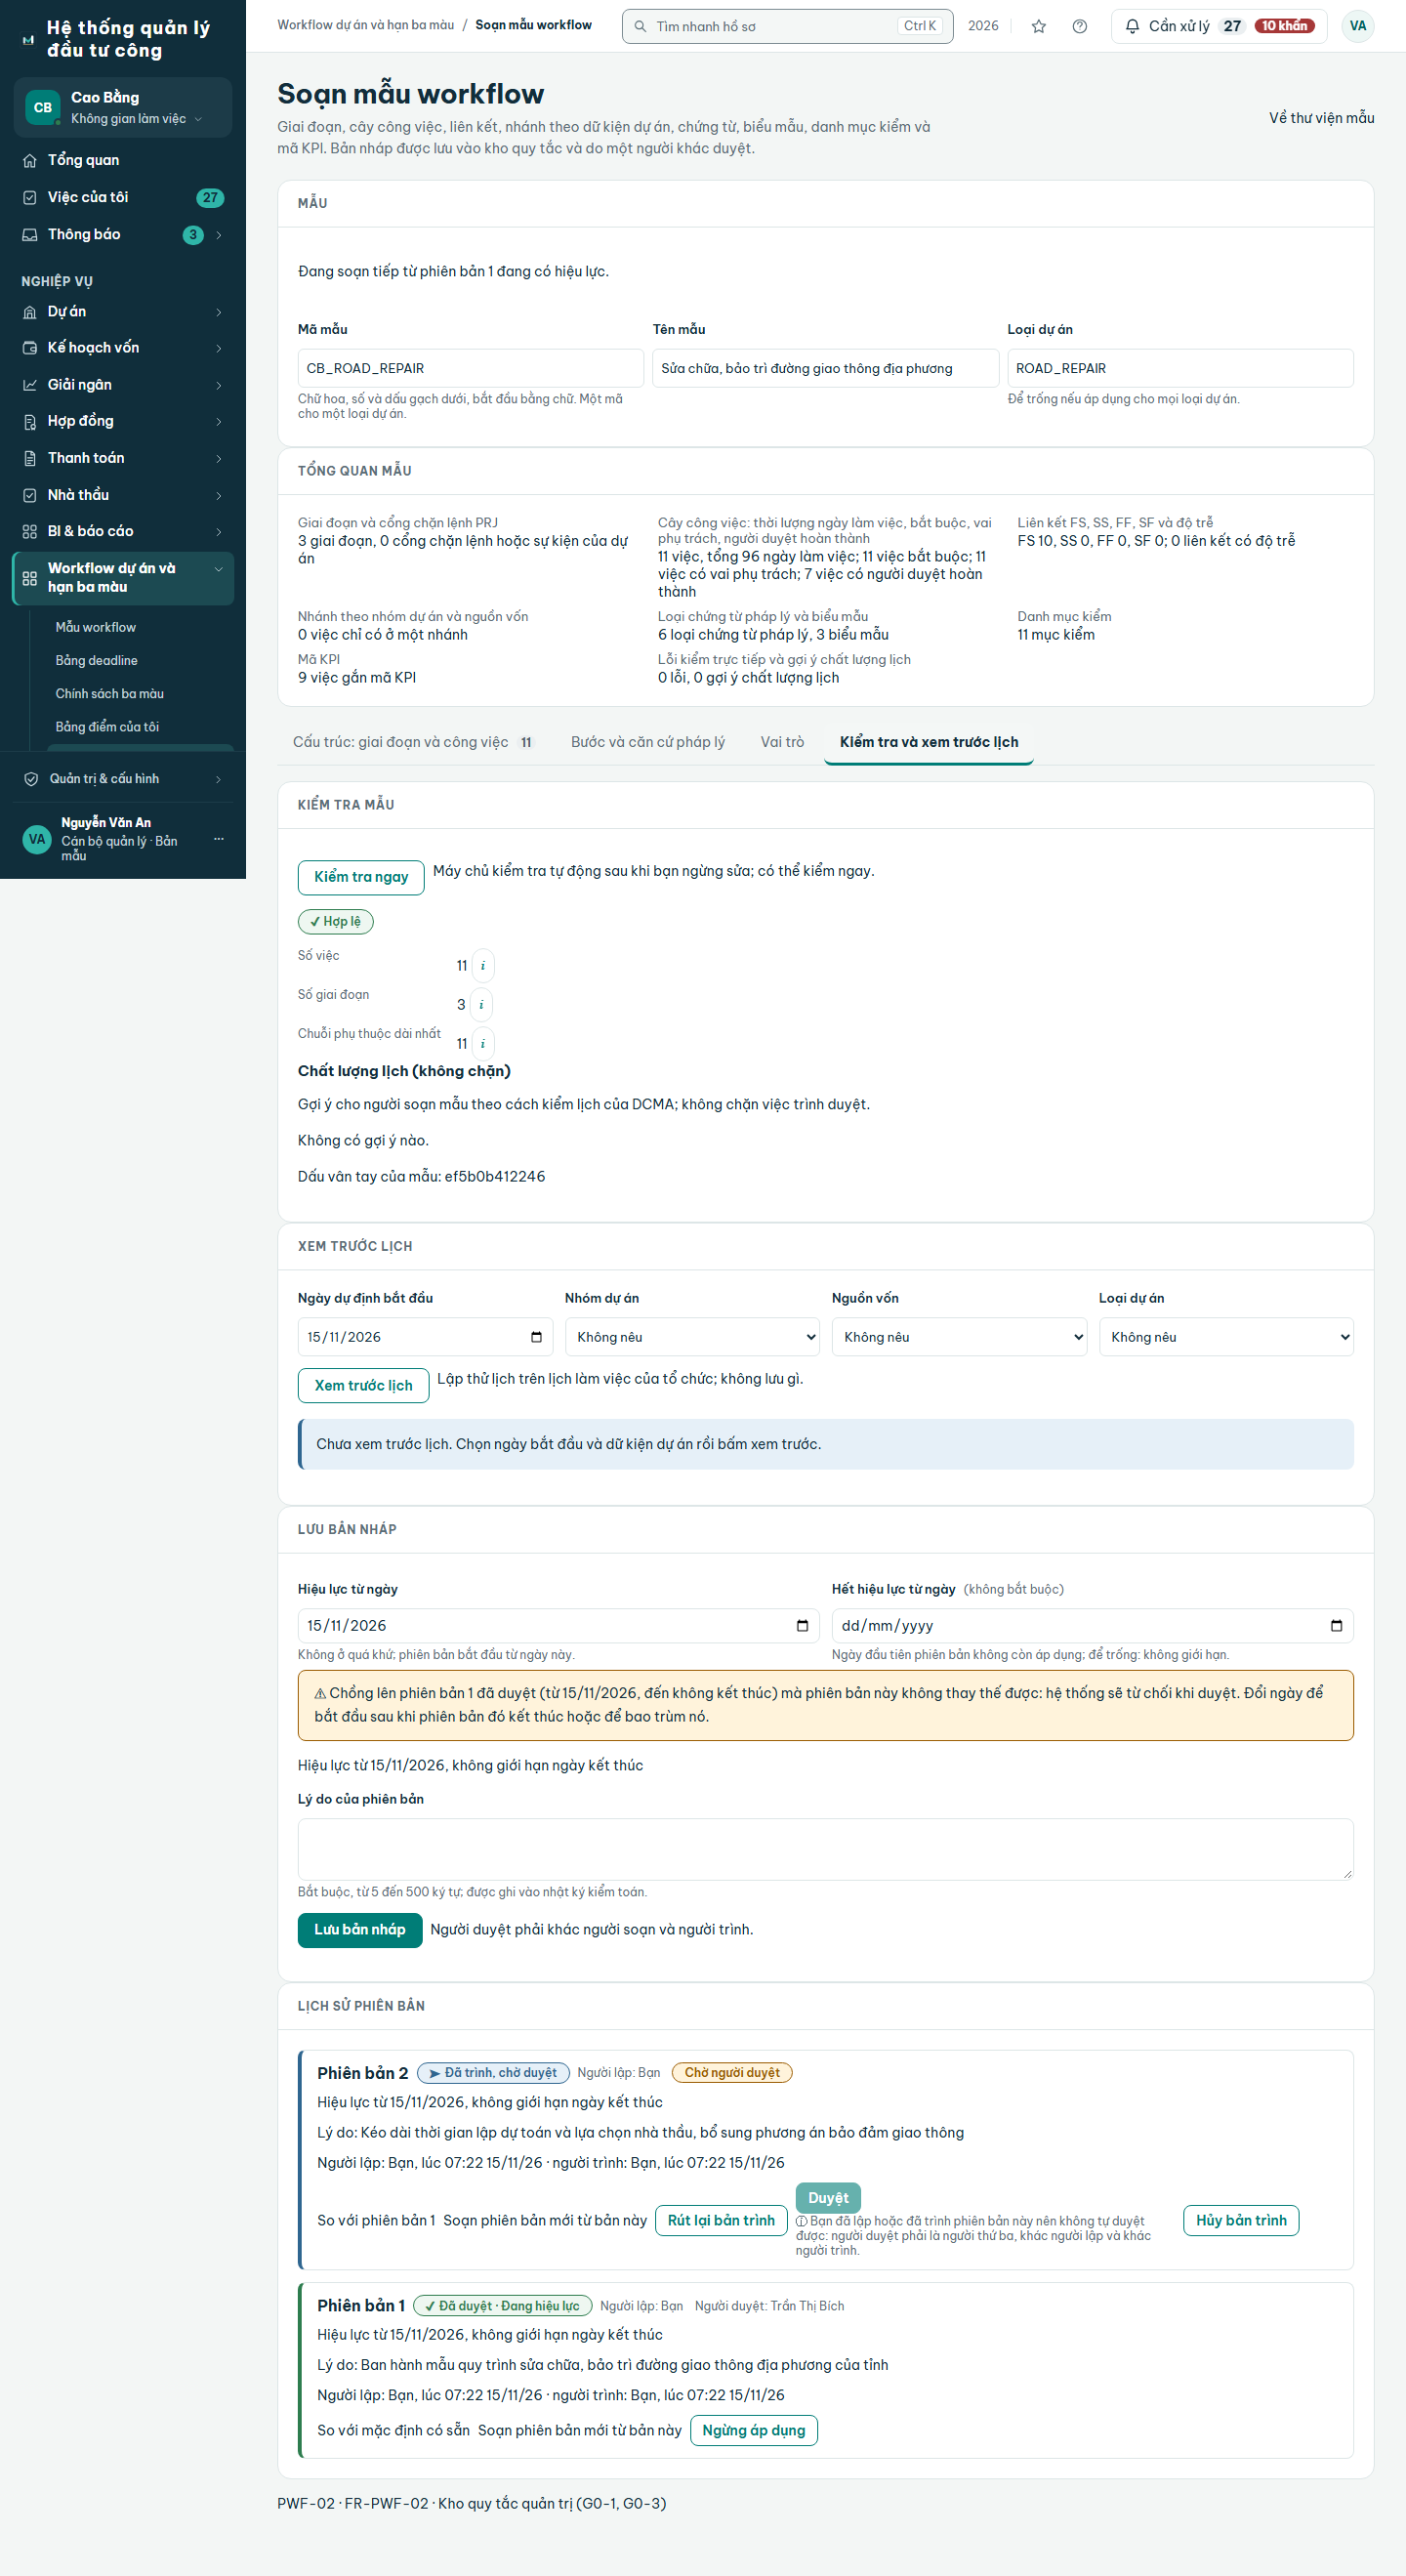 Hệ thống quản lý
đầu tư công
CB
Cao Bằng
Không gian làm việc
Tổng quan
Việc của tôi 27
Thông báo 3
NGHIỆP VỤ
Dự án
Kế hoạch vốn
Giải ngân
Hợp đồng
Thanh toán
Nhà thầu
BI & báo cáo
Workflow dự án và
hạn ba màu
Mẫu workflow
Bảng deadline
Chính sách ba màu
Bảng điểm của tôi
Quản trị & cấu hình
VA
Nguyễn Văn An
Cán bộ quản lý · Bản
mẫu
Workflow dự án và hạn ba màu / Soạn mẫu workflow
Tìm nhanh hồ sơ Ctrl K
2026
Cần xử lý 27 10 khẩn
VA
Soạn mẫu workflow
Giai đoạn, cây công việc, liên kết, nhánh theo dữ kiện dự án, chứng từ, biểu mẫu, danh mục kiểm và
mã KPI. Bản nháp được lưu vào kho quy tắc và do một người khác duyệt.
Về thư viện mẫu
MẪU
Đang soạn tiếp từ phiên bản 1 đang có hiệu lực.
Mã mẫu
CB_ROAD_REPAIR
Chữ hoa, số và dấu gạch dưới, bắt đầu bằng chữ. Một mã
cho một loại dự án.
Tên mẫu
Sửa chữa, bảo trì đường giao thông địa phương
Loại dự án
ROAD_REPAIR
Để trống nếu áp dụng cho mọi loại dự án.
TỔNG QUAN MẪU
Giai đoạn và cổng chặn lệnh PRJ
3 giai đoạn, 0 cổng chặn lệnh hoặc sự kiện của dự
án
Cây công việc: thời lượng ngày làm việc, bắt buộc, vai
phụ trách, người duyệt hoàn thành
11 việc, tổng 96 ngày làm việc; 11 việc bắt buộc; 11
việc có vai phụ trách; 7 việc có người duyệt hoàn
thành
Liên kết FS, SS, FF, SF và độ trễ
FS 10, SS 0, FF 0, SF 0; 0 liên kết có độ trễ
Nhánh theo nhóm dự án và nguồn vốn
0 việc chỉ có ở một nhánh
Loại chứng từ pháp lý và biểu mẫu
6 loại chứng từ pháp lý, 3 biểu mẫu
Danh mục kiểm
11 mục kiểm
Mã KPI
9 việc gắn mã KPI
Lỗi kiểm trực tiếp và gợi ý chất lượng lịch
0 lỗi, 0 gợi ý chất lượng lịch
Cấu trúc: giai đoạn và công việc 11
Bước và căn cứ pháp lý
Vai trò
Kiểm tra và xem trước lịch
KIỂM TRA MẪU
Kiểm tra ngay Máy chủ kiểm tra tự động sau khi bạn ngừng sửa; có thể kiểm ngay.
✓ Hợp lệ
Số việc 11 i
Số giai đoạn 3 i
Chuỗi phụ thuộc dài nhất 11 i
Chất lượng lịch (không chặn)
Gợi ý cho người soạn mẫu theo cách kiểm lịch của DCMA; không chặn việc trình duyệt.
Không có gợi ý nào.
Dấu vân tay của mẫu: ef5b0b412246
XEM TRƯỚC LỊCH
Ngày dự định bắt đầu
15/11/2026
Nhóm dự án
Không nêu
Nguồn vốn
Không nêu
Loại dự án
Không nêu
Xem trước lịch Lập thử lịch trên lịch làm việc của tổ chức; không lưu gì.
Chưa xem trước lịch. Chọn ngày bắt đầu và dữ kiện dự án rồi bấm xem trước.
LƯU BẢN NHÁP
Hiệu lực từ ngày
15/11/2026
Không ở quá khứ; phiên bản bắt đầu từ ngày này.
Hết hiệu lực từ ngày (không bắt buộc)
dd/mm/yyyy
Ngày đầu tiên phiên bản không còn áp dụng; để trống: không giới hạn.
⚠ Chồng lên phiên bản 1 đã duyệt (từ 15/11/2026, đến không kết thúc) mà phiên bản này không thay thế được: hệ thống sẽ từ chối khi duyệt. Đổi ngày để
bắt đầu sau khi phiên bản đó kết thúc hoặc để bao trùm nó.
Hiệu lực từ 15/11/2026, không giới hạn ngày kết thúc
Lý do của phiên bản
Bắt buộc, từ 5 đến 500 ký tự; được ghi vào nhật ký kiểm toán.
Lưu bản nháp Người duyệt phải khác người soạn và người trình.
LỊCH SỬ PHIÊN BẢN
Phiên bản 2 ➤ Đã trình, chờ duyệt Người lập: Bạn Chờ người duyệt
Hiệu lực từ 15/11/2026, không giới hạn ngày kết thúc
Lý do: Kéo dài thời gian lập dự toán và lựa chọn nhà thầu, bổ sung phương án bảo đảm giao thông
Người lập: Bạn, lúc 07:22 15/11/26 · người trình: Bạn, lúc 07:22 15/11/26
So với phiên bản 1 Soạn phiên bản mới từ bản này Rút lại bản trình
Duyệt
ⓘ Bạn đã lập hoặc đã trình phiên bản này nên không tự duyệt
được: người duyệt phải là người thứ ba, khác người lập và khác
người trình.
Hủy bản trình
Phiên bản 1 ✓ Đã duyệt · Đang hiệu lực Người lập: Bạn Người duyệt: Trần Thị Bích
Hiệu lực từ 15/11/2026, không giới hạn ngày kết thúc
Lý do: Ban hành mẫu quy trình sửa chữa, bảo trì đường giao thông địa phương của tỉnh
Người lập: Bạn, lúc 07:22 15/11/26 · người trình: Bạn, lúc 07:22 15/11/26
So với mặc định có sẵn Soạn phiên bản mới từ bản này Ngừng áp dụng
PWF-02 · FR-PWF-02 · Kho quy tắc quản trị (G0-1, G0-3)